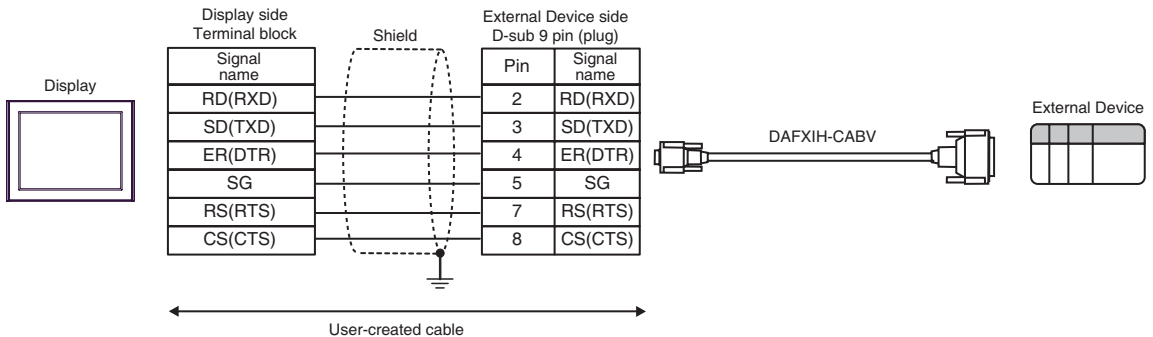 Display
Display side
Terminal block
Shield
External Device side
D-sub 9 pin (plug)
Signal name
Pin
Signal name
RD(RXD) 2 RD(RXD)
SD(TXD) 3 SD(TXD)
ER(DTR) 4 ER(DTR)
SG 5 SG
RS(RTS) 7 RS(RTS)
CS(CTS) 8 CS(CTS)
User-created cable
DAFXIH-CABV
External Device